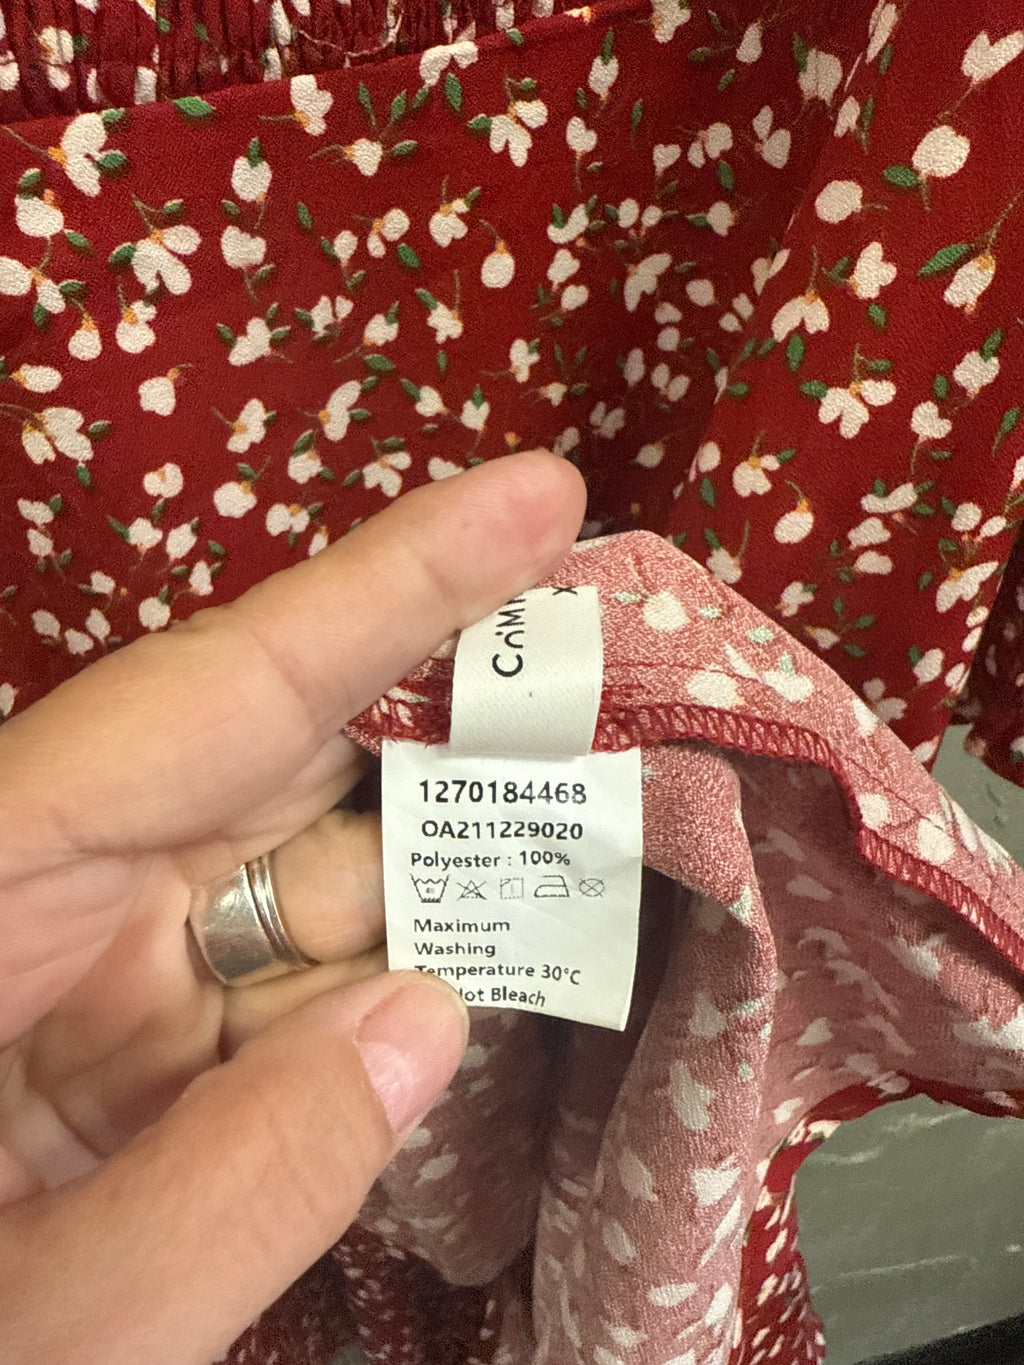 1270184468
OA211229020
Polyester : 100%
Maximum
Washing
Temperature 30°C
Bleach